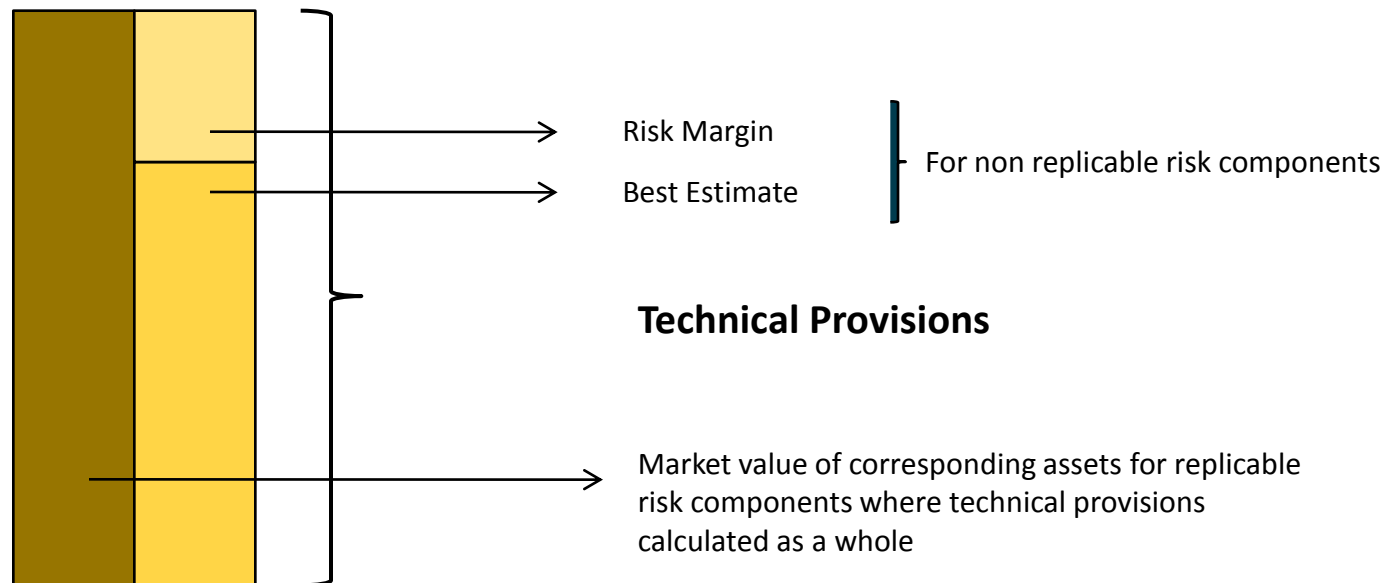 Risk Margin
For non replicable risk components
Best Estimate
Technical Provisions
Market value of corresponding assets for replicable
risk components where technical provisions
calculated as a whole